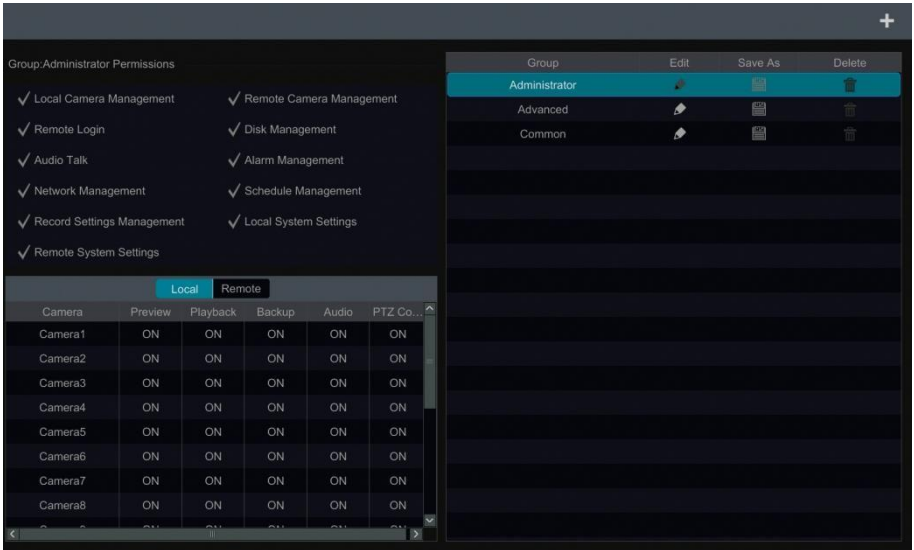 Group:Administrator Permissions
Local Camera Management Remote Camera Management
Remote Login Disk Management
Audio Talk Alarm Management
Network Management Schedule Management
Record Settings Management Local System Settings
Remote System Settings
Local Remote
Camera Preview Playback Backup Audio PTZ Co...
Camera1 ON ON ON ON ON
Camera2 ON ON ON ON ON
Camera3 ON ON ON ON ON
Camera4 ON ON ON ON ON
Camera5 ON ON ON ON ON
Camera6 ON ON ON ON ON
Camera7 ON ON ON ON ON
Camera8 ON ON ON ON ON
Group Edit Save As Delete
Administrator
Advanced
Common